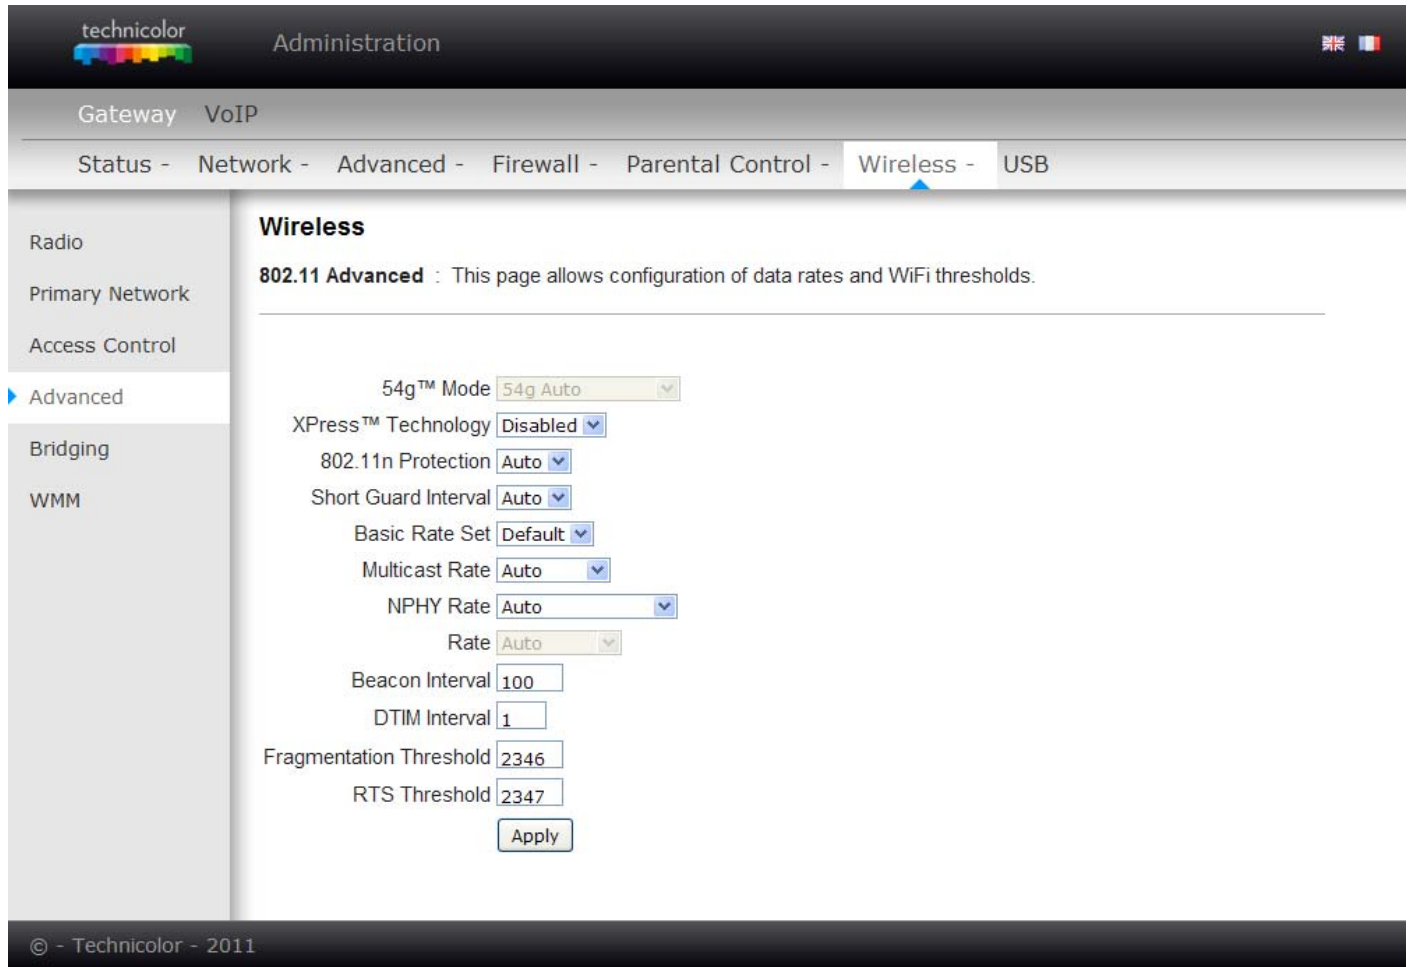 technicolor
Administration
Gateway VoIP
Status - Network - Advanced - Firewall - Parental Control - Wireless - USB
Radio
Primary Network
Access Control
Advanced
Bridging
WMM
Wireless
802.11 Advanced : This page allows configuration of data rates and WiFi thresholds.
54g™ Mode 54g Auto
XPress™ Technology Disabled
802.11n Protection Auto
Short Guard Interval Auto
Basic Rate Set Default
Multicast Rate Auto
NPHY Rate Auto
Rate Auto
Beacon Interval 100
DTIM Interval 1
Fragmentation Threshold 2346
RTS Threshold 2347
Apply
© - Technicolor - 2011